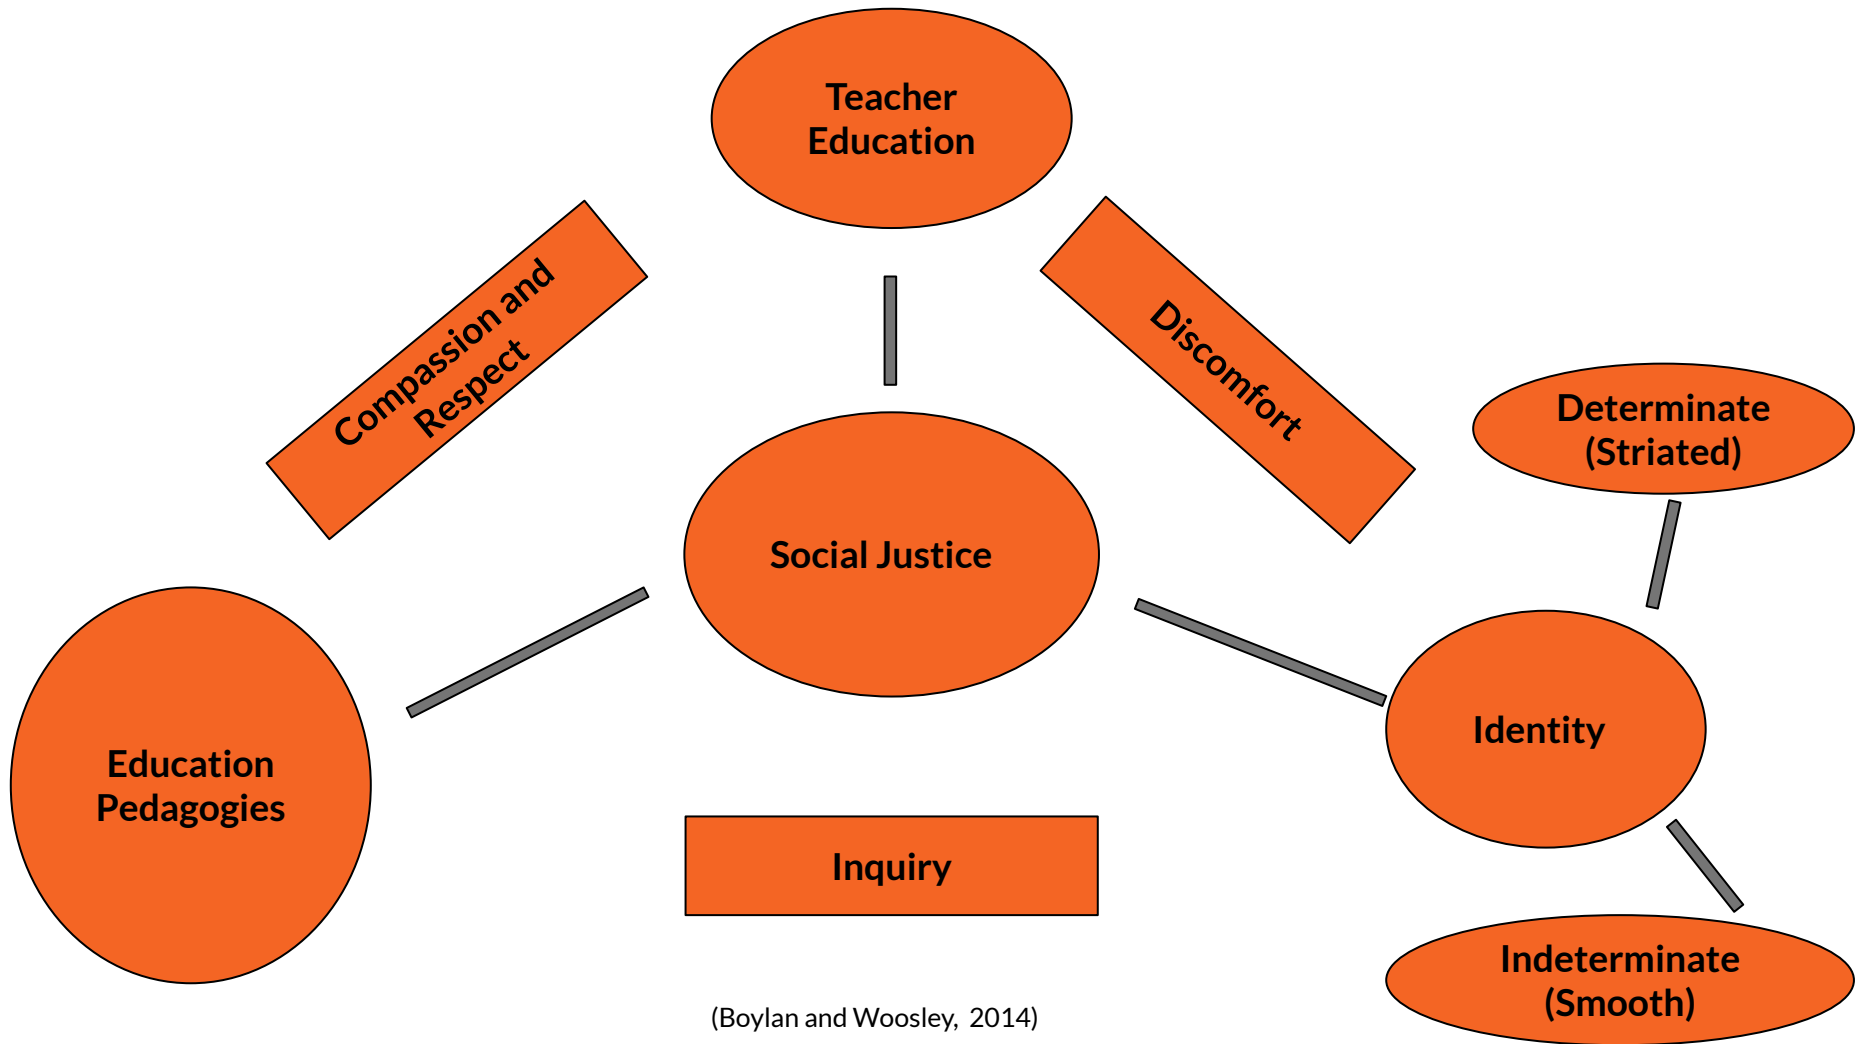 Teacher
Education
Compassion and
Respect
Discomfort
Determinate
(Striated)
Social Justice
Identity
Education
Pedagogies
Inquiry
Indeterminate
(Smooth)
(Boylan and Woosley, 2014)